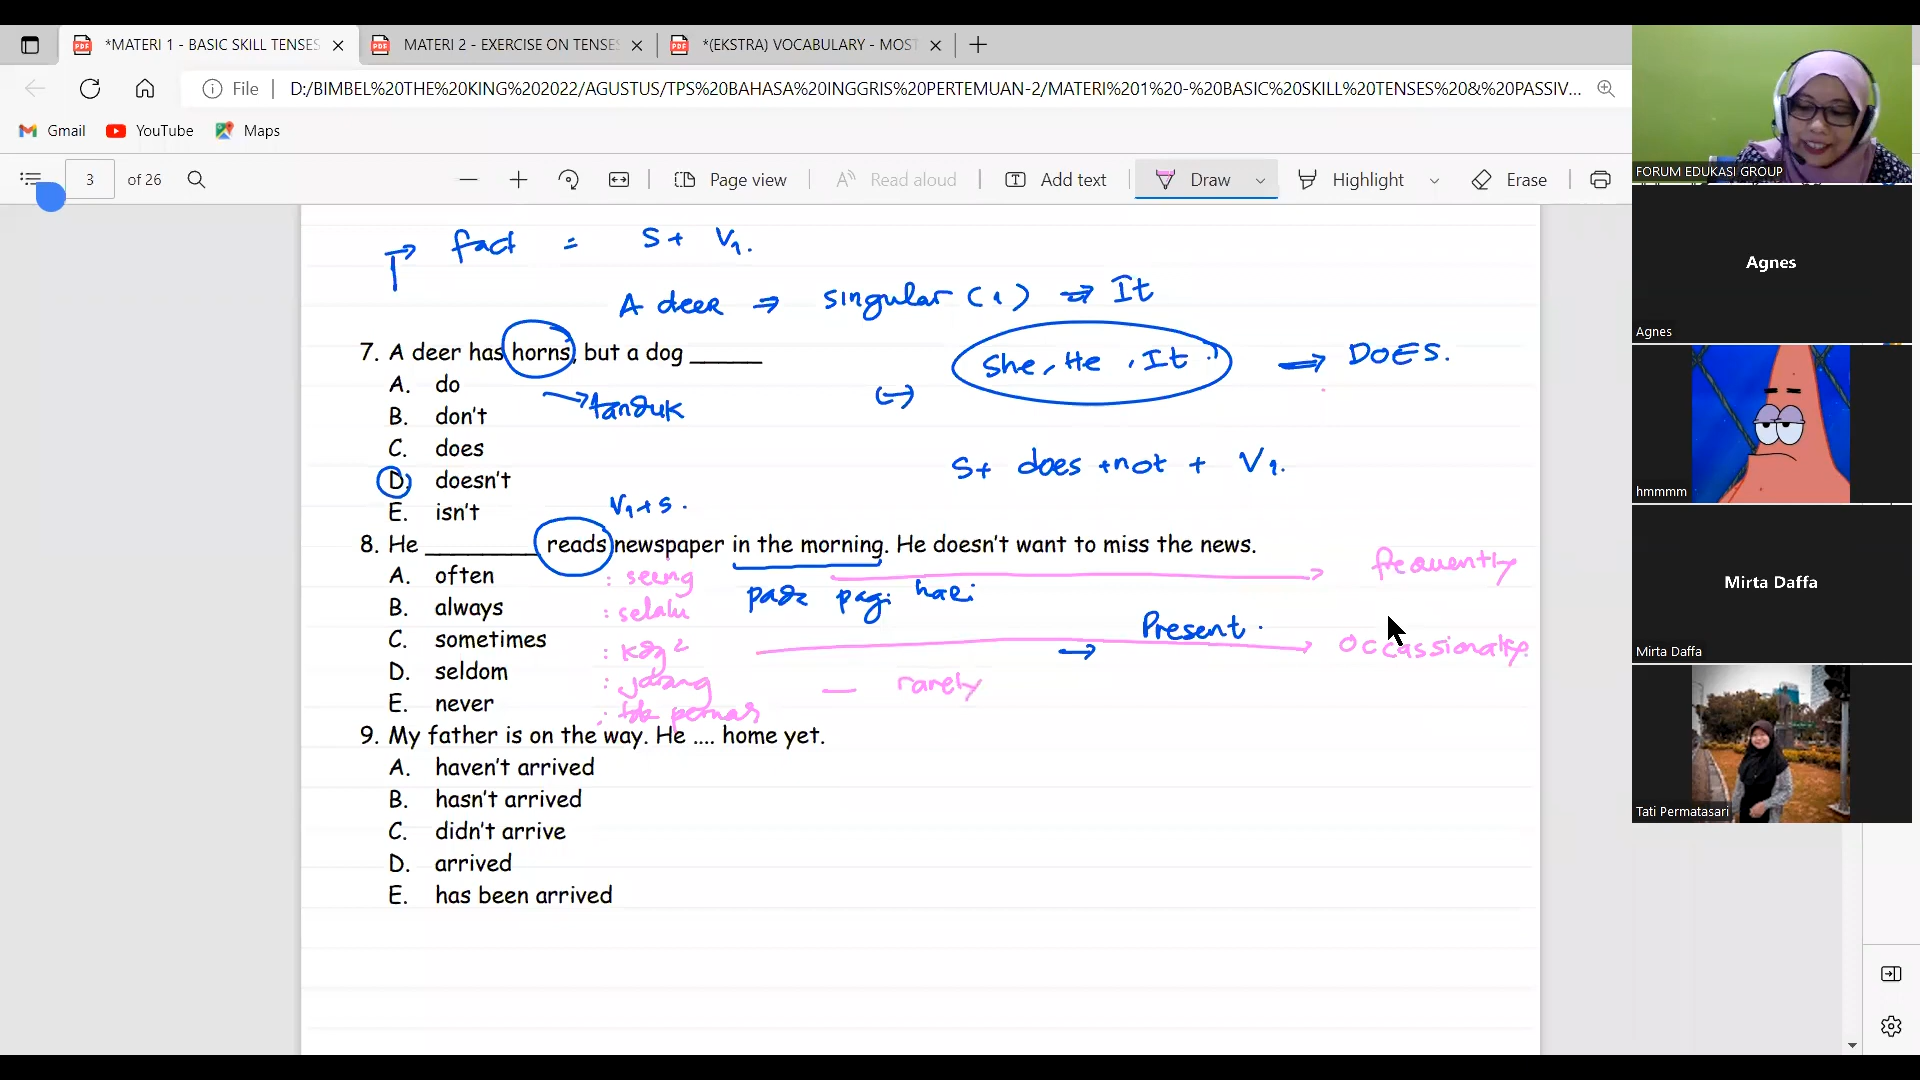 *MATERI 1 - BASIC SKILL TENSES
MATERI 2 - EXERCISE ON TENSES
*(EKSTRA) VOCABULARY - MOST
File
D:/BIMBEL%20THE%20KING%202022/AGUSTUS/TPS%20BAHASA%20INGGRIS%20PERTEMUAN-2/MATERI%201%20-%20BASIC%20SKILL%20TENSES%20&%20PASSIV...
Gmail YouTube Maps
3 of 26 Page view Read aloud Add text Draw Highlight Erase
fact = S + V1.
A deer ⇒ singular (1) ⇒ It
7. A deer has horns, but a dog ______
She, He, It. → DOES.
A. do
→ tanduk
B. don't
C. does
S + does + not + V1.
D. doesn't
E. isn't
V1 + s.
8. He _________ reads newspaper in the morning. He doesn't want to miss the news.
A. often : sering → frequently
pada pagi hari
B. always : selalu
Present.
C. sometimes : kdg2 → occassionally.
D. seldom : jarang — rarely
E. never : tdk pernah
9. My father is on the way. He .... home yet.
A. haven't arrived
B. hasn't arrived
C. didn't arrive
D. arrived
E. has been arrived
FORUM EDUKASI GROUP
Agnes
Agnes
hmmmm
Mirta Daffa
Mirta Daffa
Tati Permatasari